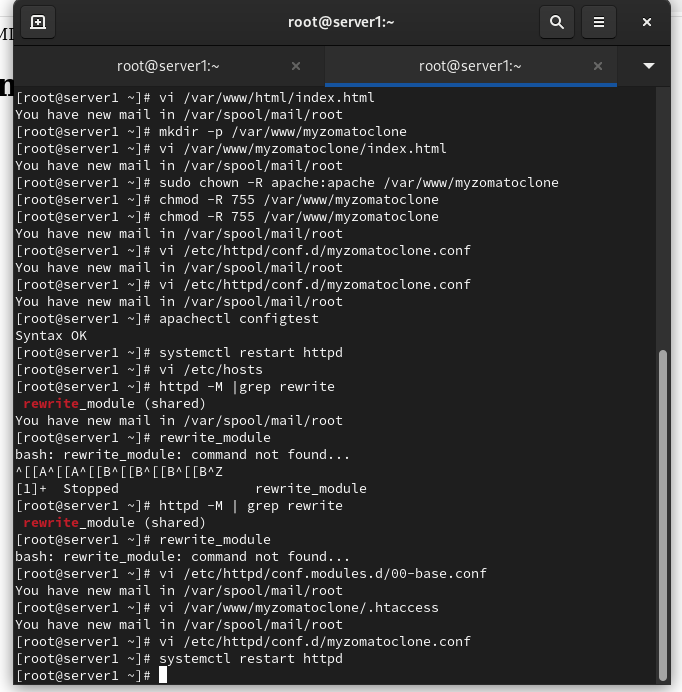 root@server1:~
root@server1:~
root@server1:~
[root@server1 ~]# vi /var/www/html/index.html
You have new mail in /var/spool/mail/root
[root@server1 ~]# mkdir -p /var/www/myzomatoclone
[root@server1 ~]# vi /var/www/myzomatoclone/index.html
You have new mail in /var/spool/mail/root
[root@server1 ~]# sudo chown -R apache:apache /var/www/myzomatoclone
[root@server1 ~]# chmod -R 755 /var/www/myzomatoclone
[root@server1 ~]# chmod -R 755 /var/www/myzomatoclone
You have new mail in /var/spool/mail/root
[root@server1 ~]# vi /etc/httpd/conf.d/myzomatoclone.conf
You have new mail in /var/spool/mail/root
[root@server1 ~]# vi /etc/httpd/conf.d/myzomatoclone.conf
You have new mail in /var/spool/mail/root
[root@server1 ~]# apachectl configtest
Syntax OK
[root@server1 ~]# systemctl restart httpd
[root@server1 ~]# vi /etc/hosts
[root@server1 ~]# httpd -M |grep rewrite
 rewrite_module (shared)
You have new mail in /var/spool/mail/root
[root@server1 ~]# rewrite_module
bash: rewrite_module: command not found...
^[[A^[[A^[[B^[[B^[[B^[[B^Z
[1]+  Stopped                 rewrite_module
[root@server1 ~]# httpd -M | grep rewrite
 rewrite_module (shared)
[root@server1 ~]# rewrite_module
bash: rewrite_module: command not found...
[root@server1 ~]# vi /etc/httpd/conf.modules.d/00-base.conf
You have new mail in /var/spool/mail/root
[root@server1 ~]# vi /var/www/myzomatoclone/.htaccess
You have new mail in /var/spool/mail/root
[root@server1 ~]# vi /etc/httpd/conf.d/myzomatoclone.conf
[root@server1 ~]# systemctl restart httpd
[root@server1 ~]#